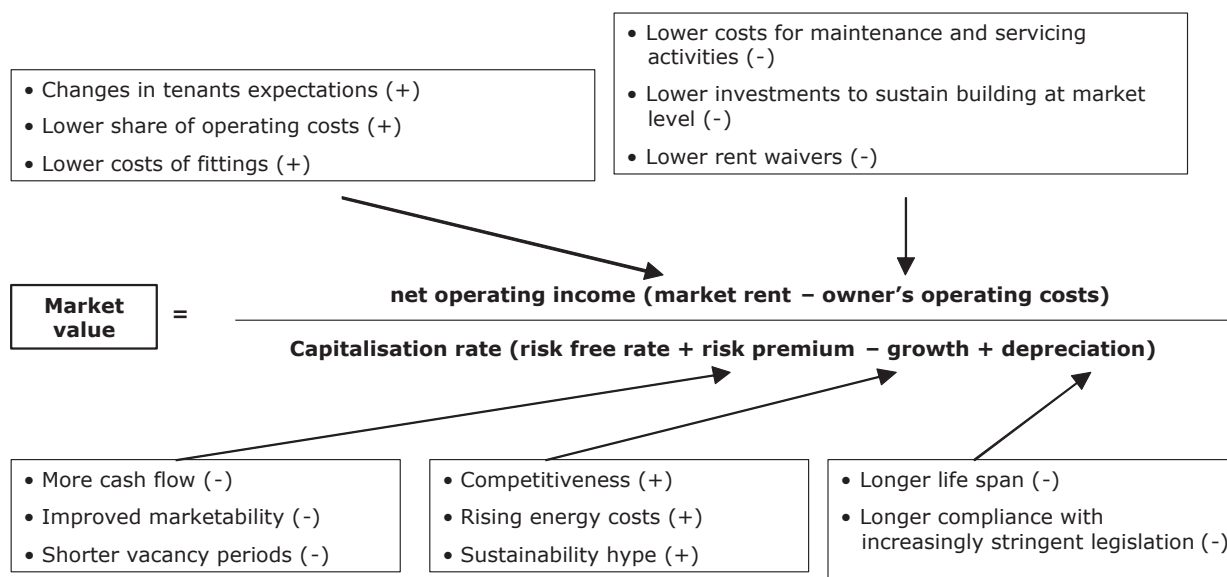 • Changes in tenants expectations (+)
• Lower share of operating costs (+)
• Lower costs of fittings (+)
• Lower costs for maintenance and servicing
activities (-)
• Lower investments to sustain building at market
level (-)
• Lower rent waivers (-)
Market
value
=
net operating income (market rent – owner’s operating costs)
Capitalisation rate (risk free rate + risk premium – growth + depreciation)
• More cash flow (-)
• Improved marketability (-)
• Shorter vacancy periods (-)
• Competitiveness (+)
• Rising energy costs (+)
• Sustainability hype (+)
• Longer life span (-)
• Longer compliance with
increasingly stringent legislation (-)